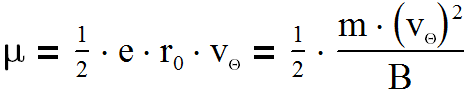 μ = 1/2 · e · r₀ · v_Θ = 1/2 · m · (v_Θ)² / B